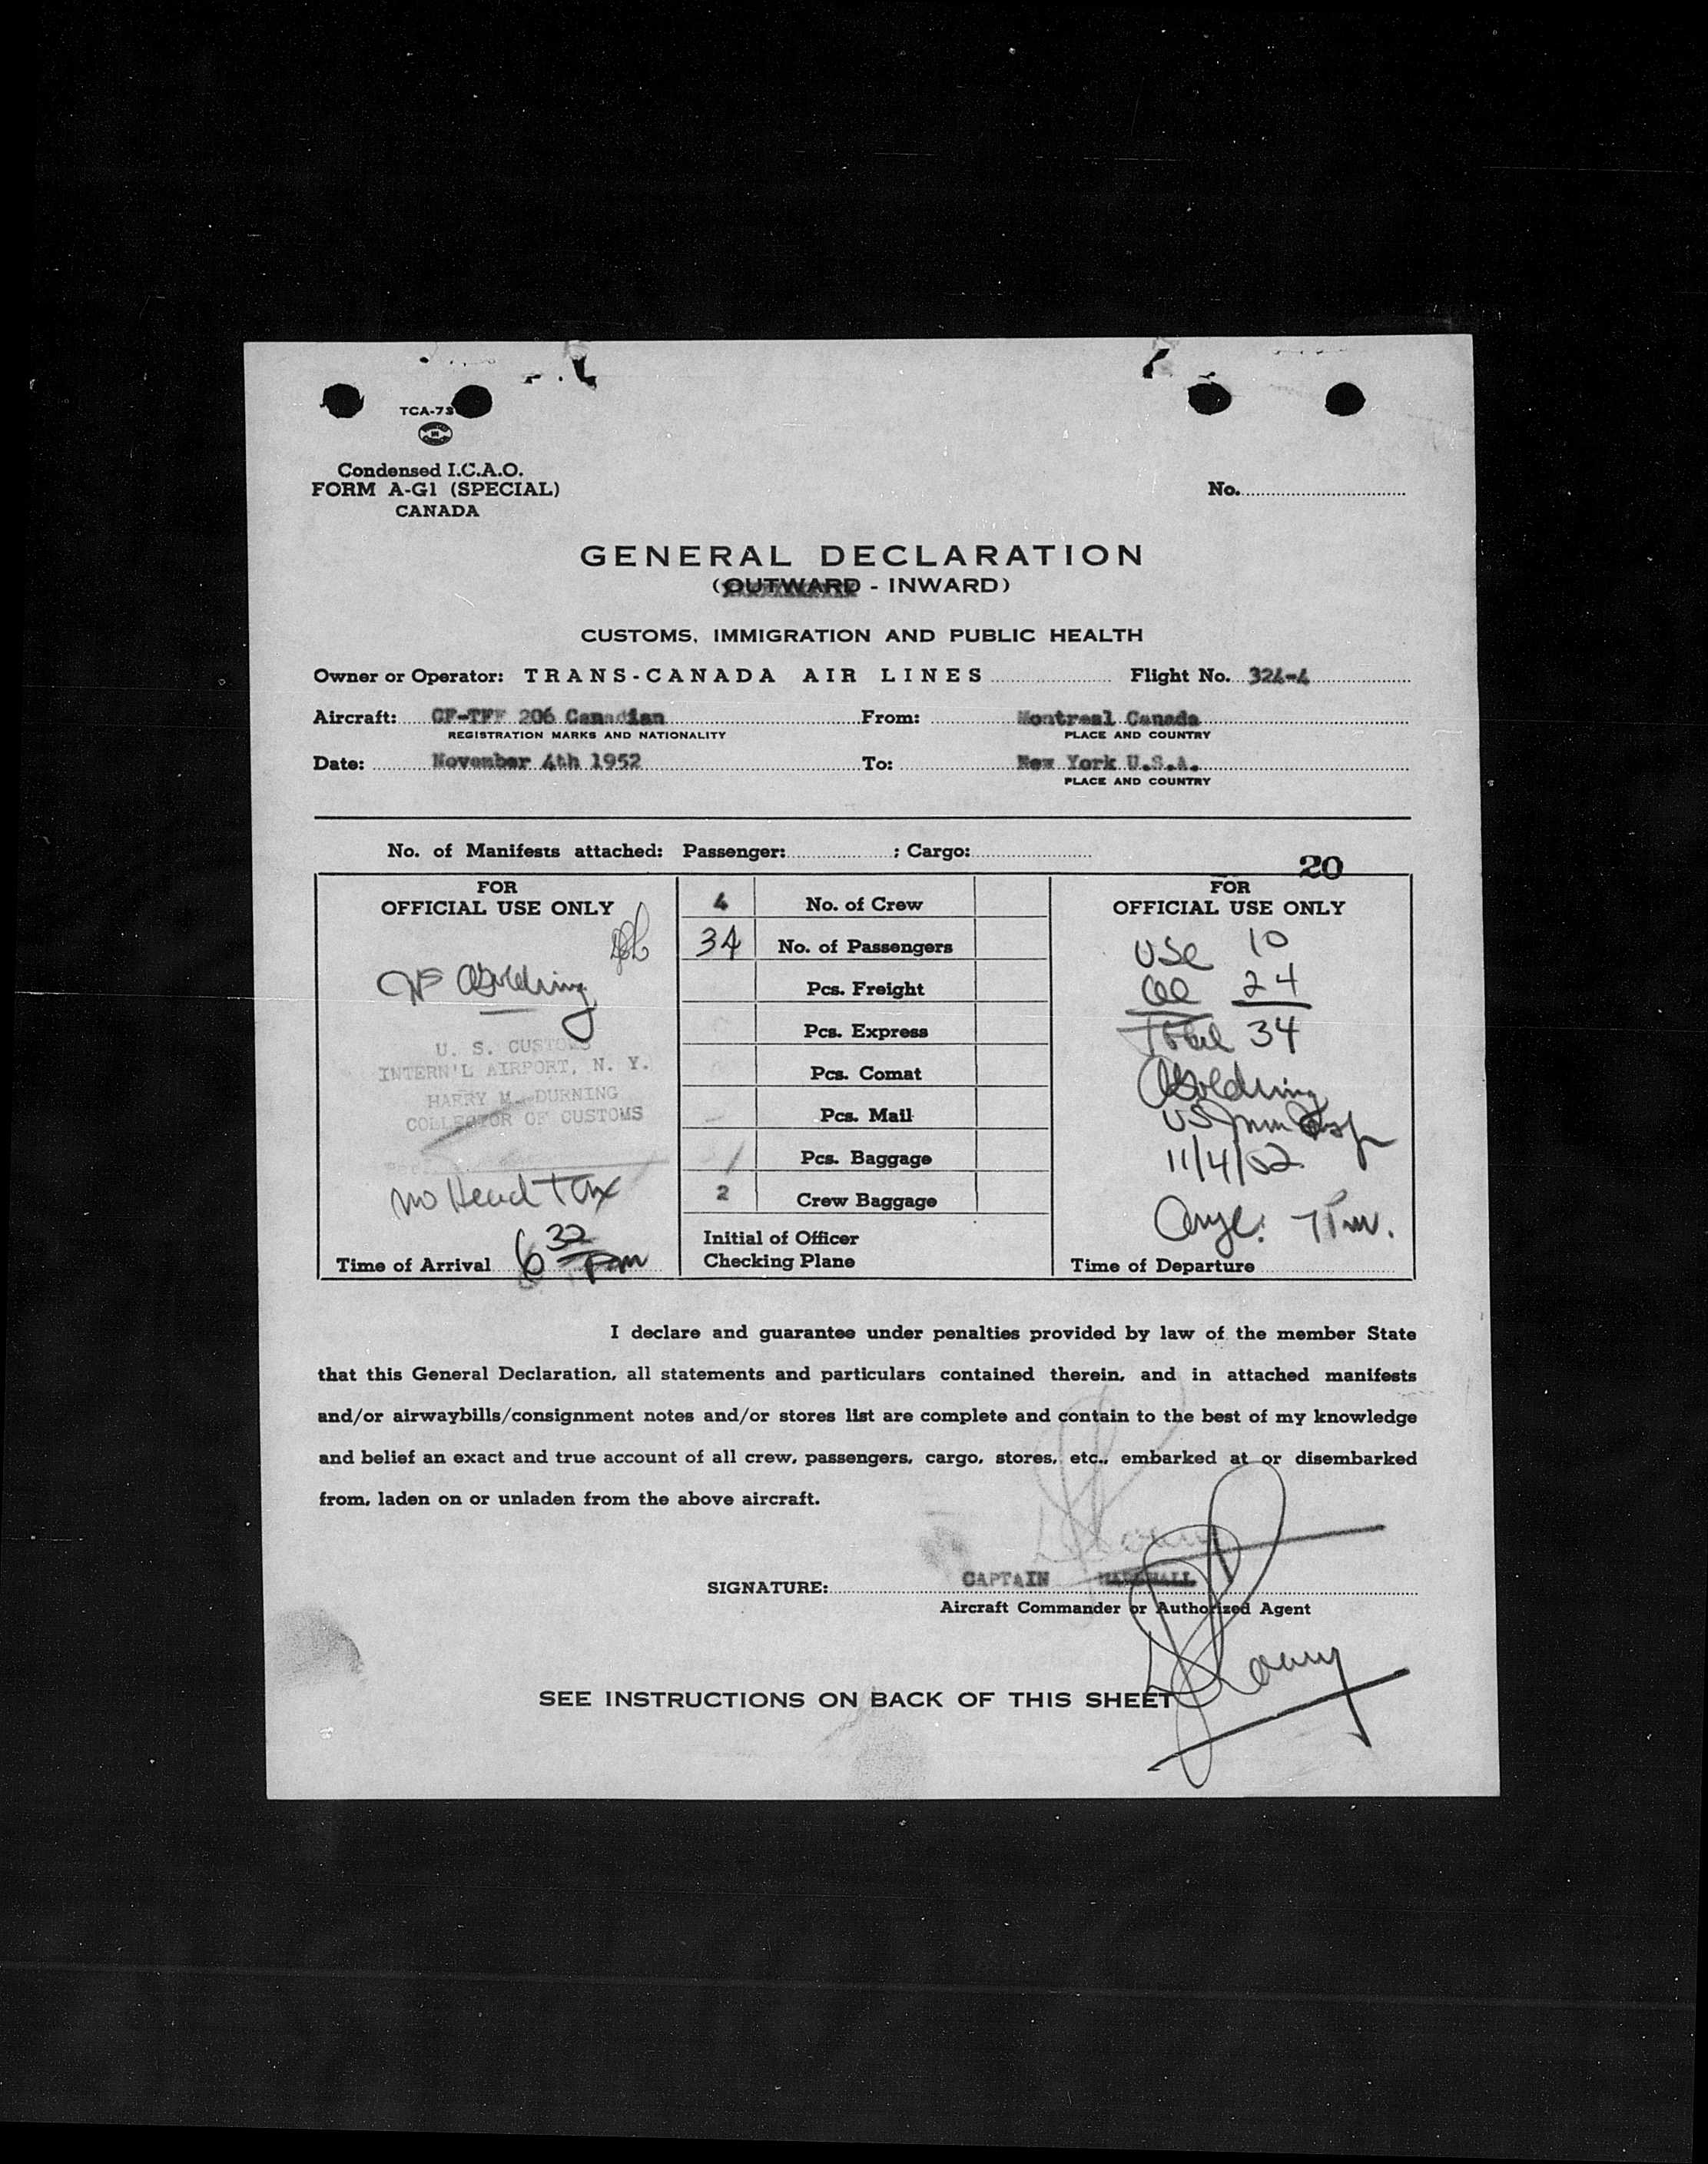 TCA-73
Condensed I.C.A.O.
FORM A-G1 (SPECIAL)
CANADA
No.
GENERAL DECLARATION
(OUTWARD - INWARD)
CUSTOMS, IMMIGRATION AND PUBLIC HEALTH
Owner or Operator: TRANS-CANADA AIR LINES Flight No. 324-4
Aircraft: CF-TFF 206 Canadian From: Montreal Canada
REGISTRATION MARKS AND NATIONALITY PLACE AND COUNTRY
Date: November 4th 1952 To: New York U.S.A.
PLACE AND COUNTRY
No. of Manifests attached: Passenger: ; Cargo:
20
FOR
OFFICIAL USE ONLY
U. S. CUSTOMS
INTERN'L AIRPORT, N. Y.
HARRY M. DURNING
COLLECTOR OF CUSTOMS
No Head Tax
Time of Arrival 6 32 Pm
4 No. of Crew
34 No. of Passengers
Pcs. Freight
Pcs. Express
Pcs. Comat
Pcs. Mail
Pcs. Baggage
2 Crew Baggage
Initial of Officer
Checking Plane
FOR
OFFICIAL USE ONLY
USC 10
24
Total 34
11/4/52
7 Pm.
Time of Departure
I declare and guarantee under penalties provided by law of the member State
that this General Declaration, all statements and particulars contained therein, and in attached manifests
and/or airwaybills/consignment notes and/or stores list are complete and contain to the best of my knowledge
and belief an exact and true account of all crew, passengers, cargo, stores, etc., embarked at or disembarked
from, laden on or unladen from the above aircraft.
SIGNATURE: CAPTAIN MARSHALL
Aircraft Commander or Authorized Agent
SEE INSTRUCTIONS ON BACK OF THIS SHEET